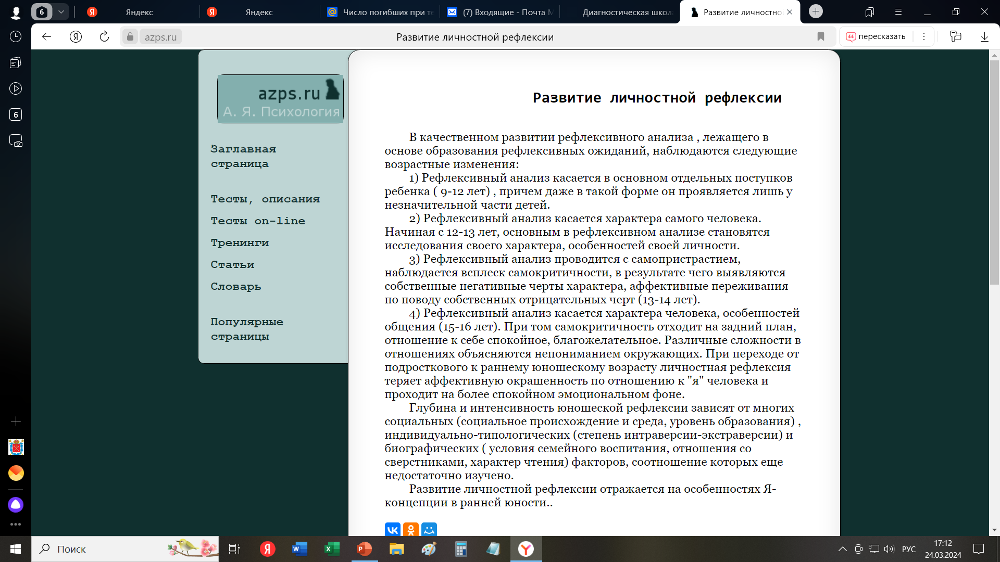 6
Яндекс
Яндекс
Число погибших при те
(7) Входящие - Почта M
Диагностическая школа
Развитие личностно
azps.ru
Развитие личностной рефлексии
пересказать
6
azps.ru
А. Я. Психология
Заглавная
страница
Тесты, описания
Тесты on-line
Тренинги
Статьи
Словарь
Популярные
страницы
Развитие личностной рефлексии
В качественном развитии рефлексивного анализа , лежащего в
основе образования рефлексивных ожиданий, наблюдаются следующие
возрастные изменения:
1) Рефлексивный анализ касается в основном отдельных поступков
ребенка ( 9-12 лет) , причем даже в такой форме он проявляется лишь у
незначительной части детей.
2) Рефлексивный анализ касается характера самого человека.
Начиная с 12-13 лет, основным в рефлексивном анализе становятся
исследования своего характера, особенностей своей личности.
3) Рефлексивный анализ проводится с самопристрастием,
наблюдается всплеск самокритичности, в результате чего выявляются
собственные негативные черты характера, аффективные переживания
по поводу собственных отрицательных черт (13-14 лет).
4) Рефлексивный анализ касается характера человека, особенностей
общения (15-16 лет). При том самокритичность отходит на задний план,
отношение к себе спокойное, благожелательное. Различные сложности в
отношениях объясняются непониманием окружающих. При переходе от
подросткового к раннему юношескому возрасту личностная рефлексия
теряет аффективную окрашенность по отношению к "я" человека и
проходит на более спокойном эмоциональном фоне.
Глубина и интенсивность юношеской рефлексии зависят от многих
социальных (социальное происхождение и среда, уровень образования) ,
индивидуально-типологических (степень интраверсии-экстраверсии) и
биографических ( условия семейного воспитания, отношения со
сверстниками, характер чтения) факторов, соотношение которых еще
недостаточно изучено.
Развитие личностной рефлексии отражается на особенностях Я-
концепции в ранней юности..
Поиск
РУС
17:12
24.03.2024